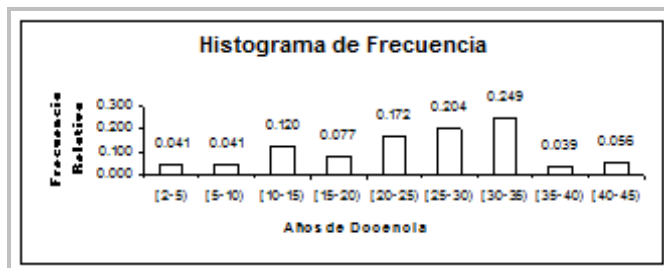 Histograma de Frecuencia
Frecuencia
Relativa
0.300
0.200
0.100
0.000
0.041
0.041
0.120
0.077
0.172
0.204
0.249
0.039
0.056
[2-5) [5-10) [10-15) [15-20) [20-25) [25-30) [30-35) [35-40) [40-45)
Años de Docencia